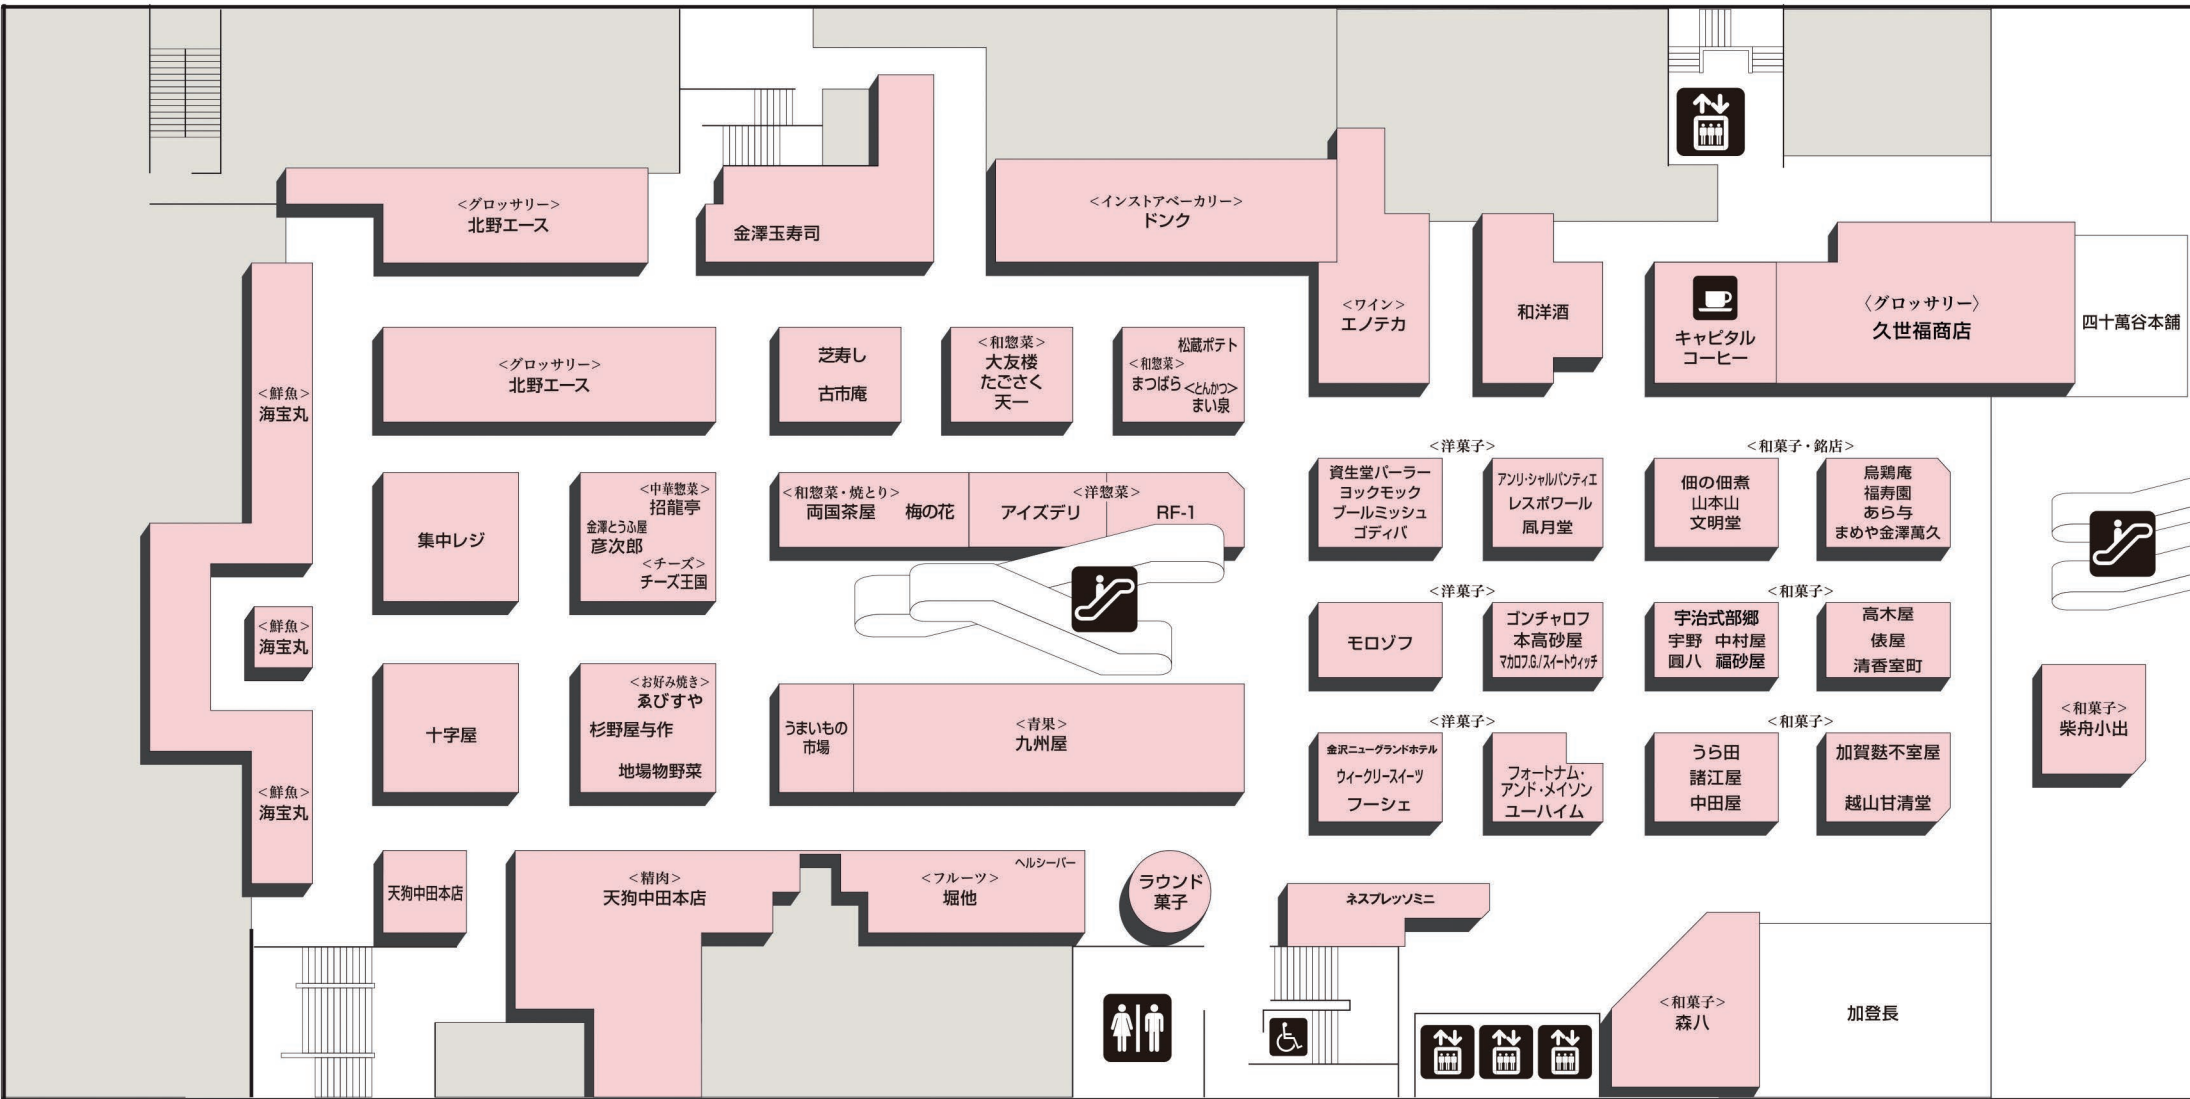 <グロッサリー>
北野エース
金澤玉寿司
<インストアベーカリー>
ドンク
<ワイン>
エノテカ
和洋酒
キャピタル
コーヒー
〈グロッサリー〉
久世福商店
四十萬谷本舗
<鮮魚>
海宝丸
<グロッサリー>
北野エース
芝寿し
古市庵
<和惣菜>
大友楼
たごさく
天一
松蔵ポテト
<和惣菜>
まつばら
<とんかつ>
まい泉
集中レジ
<中華惣菜>
招龍亭
金澤とうふ屋
彦次郎
<チーズ>
チーズ王国
<和惣菜・焼とり>
両国茶屋 梅の花
<洋惣菜>
アイズデリ
RF-1
<洋菓子>
資生堂パーラー
ヨックモック
ブールミッシュ
ゴディバ
アンリ・シャルパンティエ
レスポワール
凮月堂
<和菓子・銘店>
佃の佃煮
山本山
文明堂
烏鶏庵
福寿園
あら与
まめや金澤萬久
<鮮魚>
海宝丸
<洋菓子>
モロゾフ
ゴンチャロフ
本高砂屋
マカロフ.G./スイートウィッチ
<和菓子>
宇治式部郷
宇野 中村屋
圓八 福砂屋
高木屋
俵屋
清香室町
十字屋
<お好み焼き>
ゑびすや
杉野屋与作
地場物野菜
うまいもの
市場
<青果>
九州屋
<洋菓子>
金沢ニューグランドホテル
ウィークリースイーツ
フーシェ
フォートナム・
アンド・メイソン
ユーハイム
<和菓子>
うら田
諸江屋
中田屋
加賀麩不室屋
越山甘清堂
<和菓子>
柴舟小出
<鮮魚>
海宝丸
天狗中田本店
<精肉>
天狗中田本店
<フルーツ>
堀他
ヘルシーバー
ラウンド
菓子
ネスプレッソミニ
<和菓子>
森八
加登長